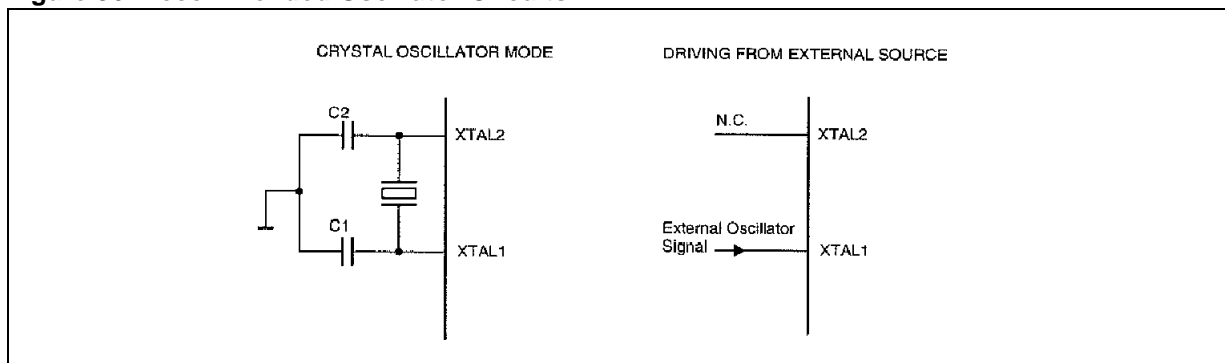 CRYSTAL OSCILLATOR MODE
C2
XTAL2
C1
XTAL1
DRIVING FROM EXTERNAL SOURCE
N.C.
XTAL2
External Oscillator
Signal
XTAL1